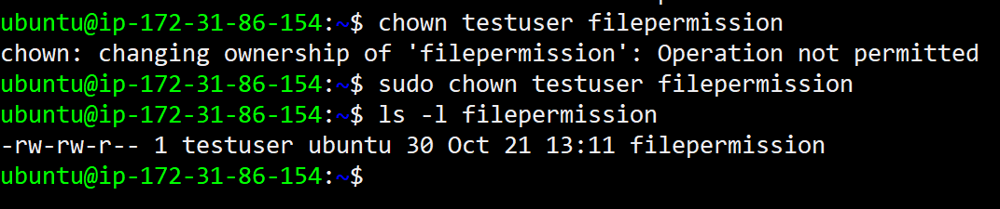 ubuntu@ip-172-31-86-154:~$ chown testuser filepermission
chown: changing ownership of 'filepermission': Operation not permitted
ubuntu@ip-172-31-86-154:~$ sudo chown testuser filepermission
ubuntu@ip-172-31-86-154:~$ ls -l filepermission
-rw-rw-r-- 1 testuser ubuntu 30 Oct 21 13:11 filepermission
ubuntu@ip-172-31-86-154:~$